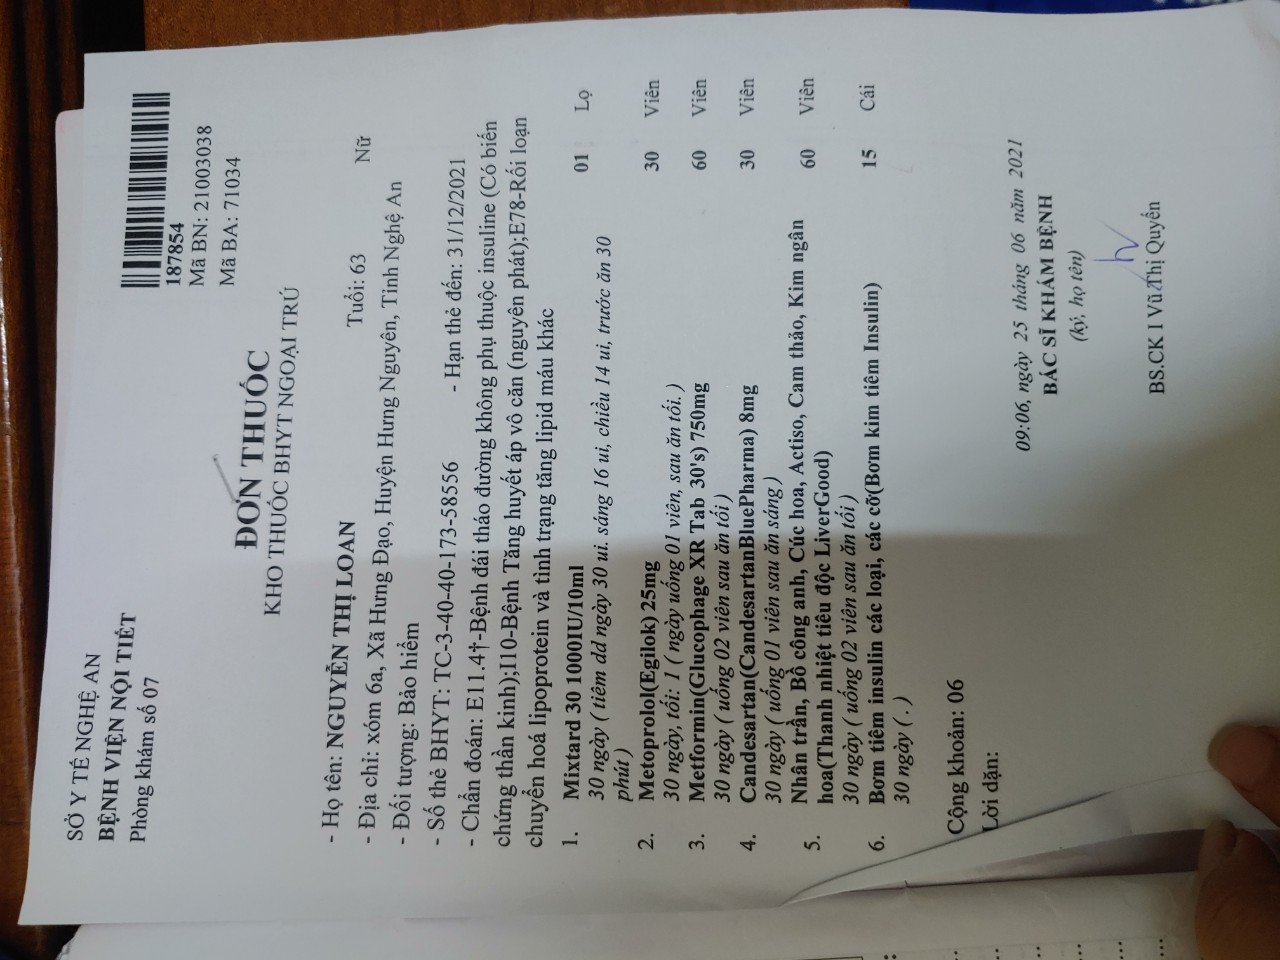 SỞ Y TẾ NGHỆ AN
BỆNH VIỆN NỘI TIẾT
Phòng khám số 07
187854
Mã BN: 21003038
Mã BA: 71034
ĐƠN THUỐC
KHO THUỐC BHYT NGOẠI TRÚ
- Họ tên: NGUYỄN THỊ LOAN Tuổi: 63 Nữ
- Địa chỉ: xóm 6a, Xã Hưng Đạo, Huyện Hưng Nguyên, Tỉnh Nghệ An
- Đối tượng: Bảo hiểm
- Số thẻ BHYT: TC-3-40-40-173-58556 - Hạn thẻ đến: 31/12/2021
- Chẩn đoán: E11.4†-Bệnh đái tháo đường không phụ thuộc insuline (Có biến
chứng thần kinh);I10-Bệnh Tăng huyết áp vô căn (nguyên phát);E78-Rối loạn
chuyển hoá lipoprotein và tình trạng tăng lipid máu khác
1. Mixtard 30 1000IU/10ml 01 Lọ
30 ngày ( tiêm dd ngày 30 ui. sáng 16 ui, chiều 14 ui, trước ăn 30
phút )
2. Metoprolol(Egilok) 25mg 30 Viên
30 ngày, tối: 1 ( ngày uống 01 viên, sau ăn tối. )
3. Metformin(Glucophage XR Tab 30's) 750mg 60 Viên
30 ngày ( uống 02 viên sau ăn tối )
4. Candesartan(CandesartanBluePharma) 8mg 30 Viên
30 ngày ( uống 01 viên sau ăn sáng )
5. Nhân trần, Bồ công anh, Cúc hoa, Actiso, Cam thảo, Kim ngân 60 Viên
hoa(Thanh nhiệt tiêu độc LiverGood)
30 ngày ( uống 02 viên sau ăn tối )
6. Bơm tiêm insulin các loại, các cỡ(Bơm kim tiêm Insulin) 15 Cái
30 ngày ( . )
Cộng khoản: 06
Lời dặn:
09:06, ngày 25 tháng 06 năm 2021
BÁC SĨ KHÁM BỆNH
(ký, họ tên)
BS.CK I Vũ Thị Quyến